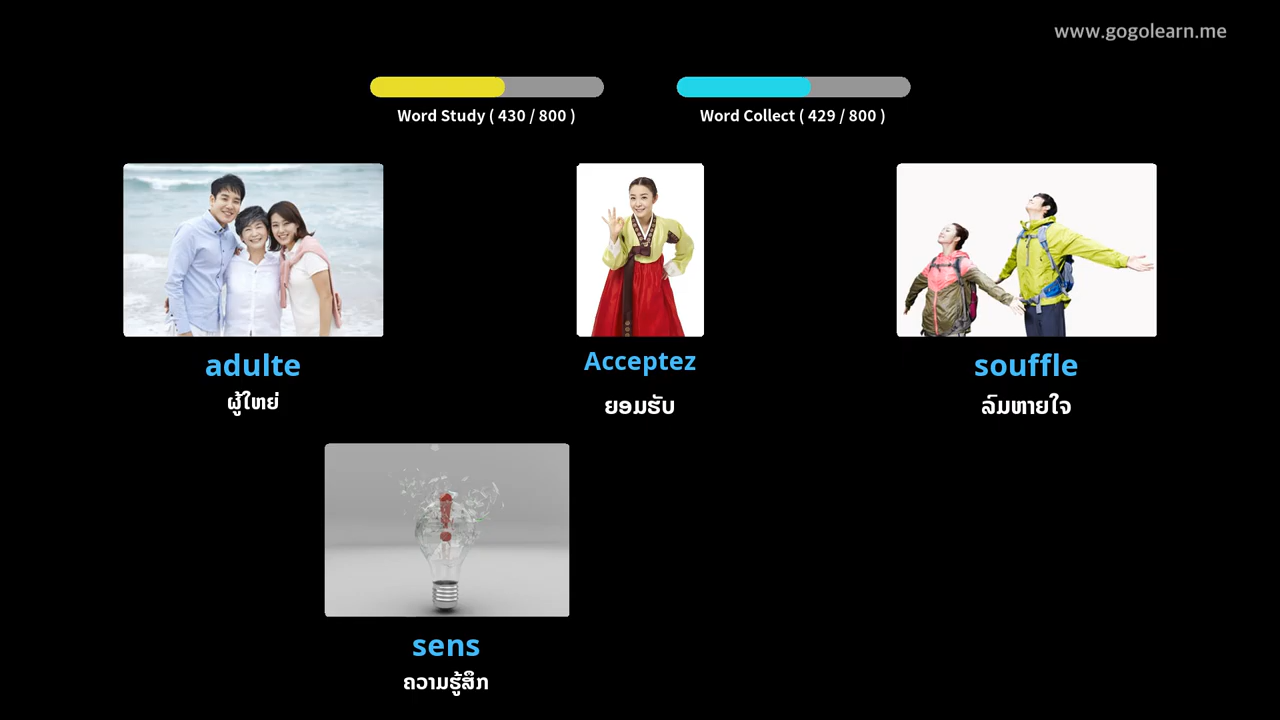 www.gogolearn.me
Word Study ( 430 / 800 )
Word Collect ( 429 / 800 )
adulte
ຜູ້ໃຫຍ່
Acceptez
ຍອມຮັບ
souffle
ລົມຫາຍໃຈ
sens
ຄວາມຮູ້ສຶກ